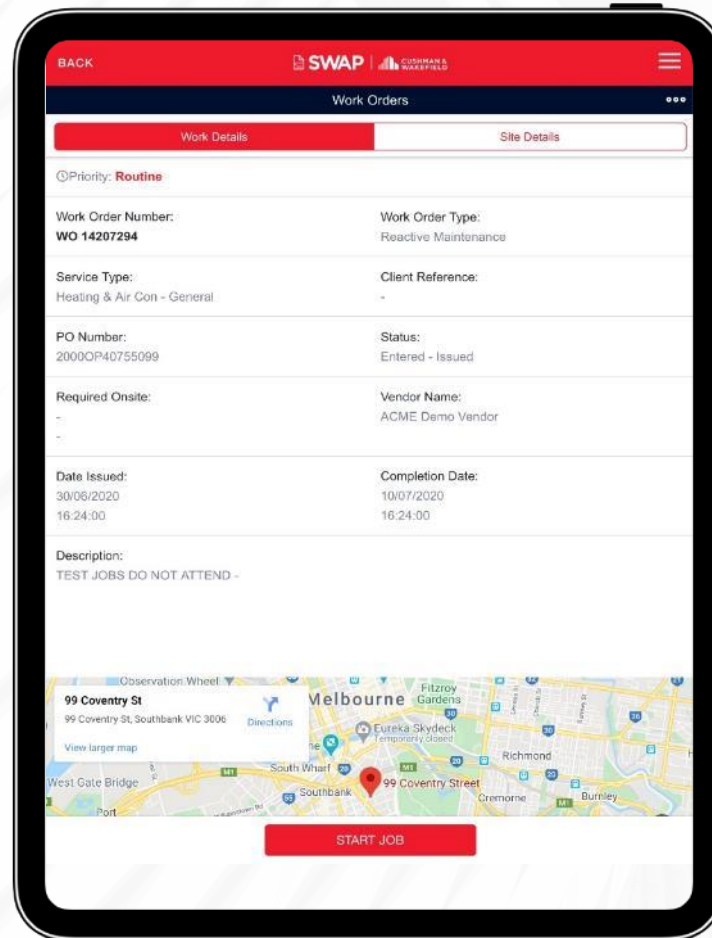 BACK
SWAP
CUSHMAN &
WAKEFIELD
Work Orders
Work Details
Site Details
Priority: Routine
Work Order Number:
WO 14207294
Work Order Type:
Reactive Maintenance
Service Type:
Heating & Air Con - General
Client Reference:
-
PO Number:
2000OP40755099
Status:
Entered - Issued
Required Onsite:
-
-
Vendor Name:
ACME Demo Vendor
Date Issued:
30/06/2020
16:24:00
Completion Date:
10/07/2020
16:24:00
Description:
TEST JOBS DO NOT ATTEND -
Observation Wheel
99 Coventry St
99 Coventry St, Southbank VIC 3006
Directions
View larger map
Melbourne
Fitzroy
Gardens
Eureka Skydeck
Temporarily closed
Richmond
South Wharf
M1
M1
West Gate Bridge
Southbank
99 Coventry Street
Cremorne
M1
Burnley
Port
START JOB